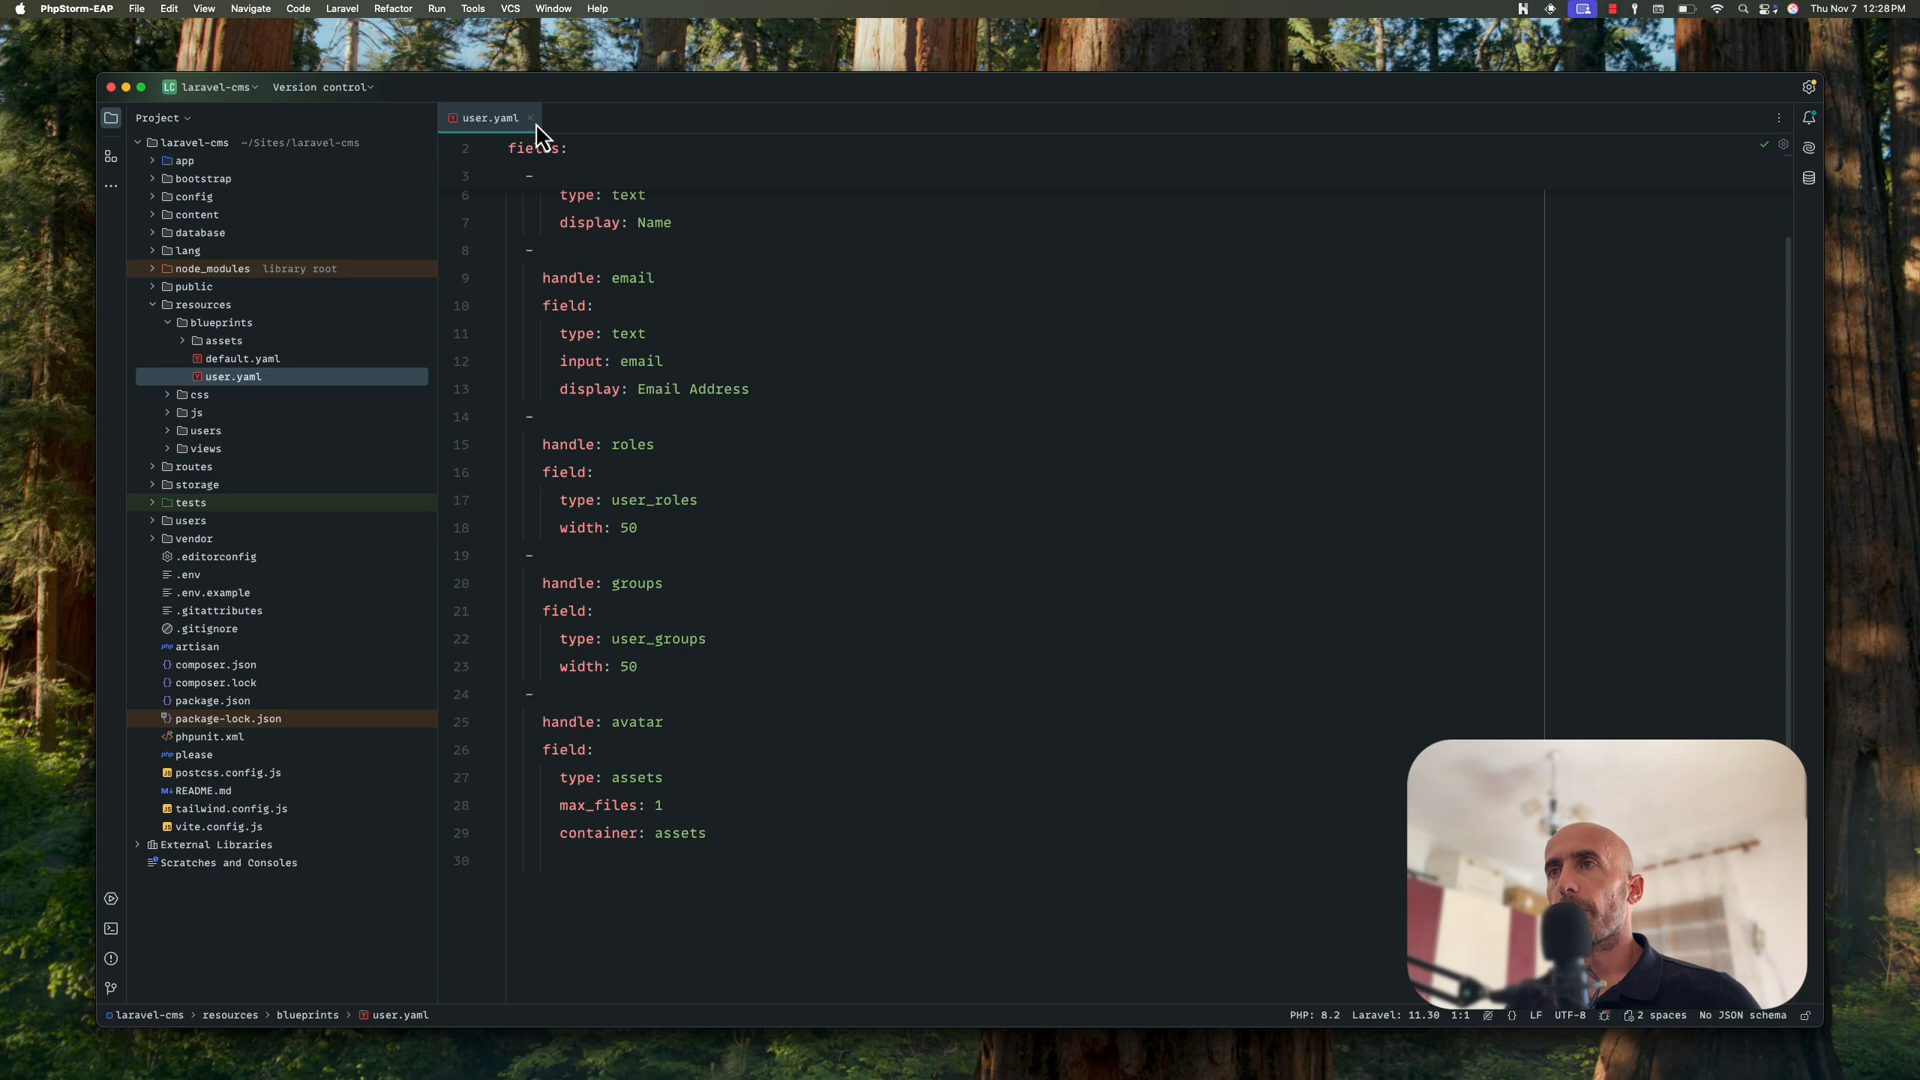 PhpStorm-EAP File Edit View Navigate Code Laravel Refactor Run Tools VCS Window Help Thu Nov 7 12:28 PM
LC laravel-cms Version control
Project
laravel-cms ~/Sites/laravel-cms
app
bootstrap
config
content
database
lang
node_modules library root
public
resources
blueprints
assets
default.yaml
user.yaml
css
js
users
views
routes
storage
tests
users
vendor
.editorconfig
.env
.env.example
.gitattributes
.gitignore
php artisan
composer.json
composer.lock
package.json
package-lock.json
phpunit.xml
php please
JS postcss.config.js
M↓ README.md
JS tailwind.config.js
JS vite.config.js
External Libraries
Scratches and Consoles
Y user.yaml
2 fields:
3 -
6 type: text
7 display: Name
8 -
9 handle: email
10 field:
11 type: text
12 input: email
13 display: Email Address
14 -
15 handle: roles
16 field:
17 type: user_roles
18 width: 50
19 -
20 handle: groups
21 field:
22 type: user_groups
23 width: 50
24 -
25 handle: avatar
26 field:
27 type: assets
28 max_files: 1
29 container: assets
30
laravel-cms > resources > blueprints > user.yaml PHP: 8.2 Laravel: 11.30 1:1 {} LF UTF-8 2 spaces No JSON schema